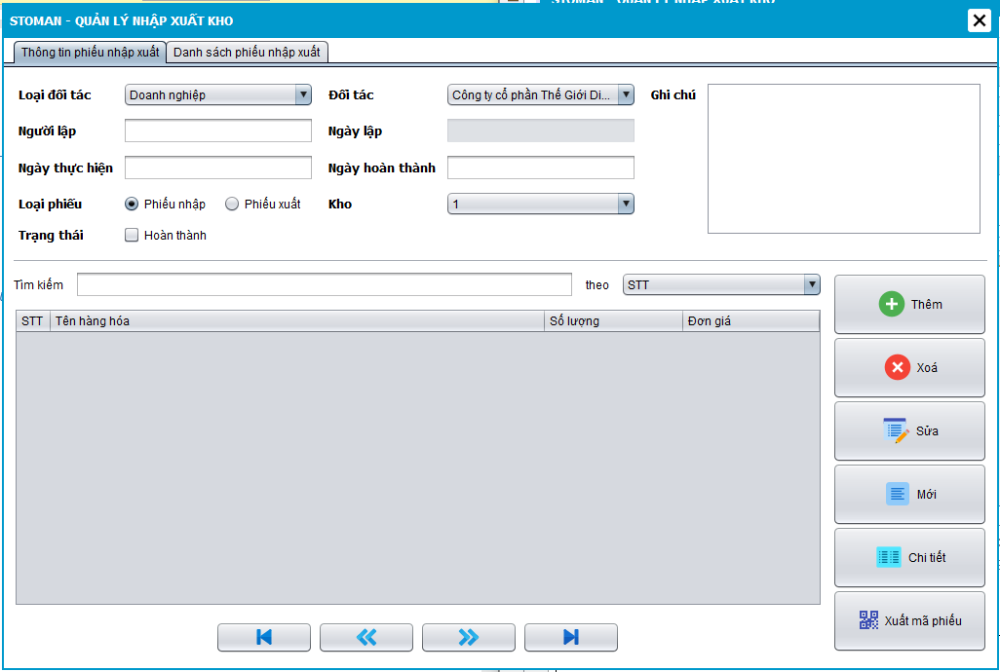 STOMAN - QUẢN LÝ NHẬP XUẤT KHO
Thông tin phiếu nhập xuất Danh sách phiếu nhập xuất
Loại đối tác Doanh nghiệp Đối tác Công ty cổ phần Thế Giới Di... Ghi chú
Người lập Ngày lập
Ngày thực hiện Ngày hoàn thành
Loại phiếu Phiếu nhập Phiếu xuất Kho 1
Trạng thái Hoàn thành
Tìm kiếm theo STT
STT Tên hàng hóa Số lượng Đơn giá
Thêm
Xoá
Sửa
Mới
Chi tiết
Xuất mã phiếu